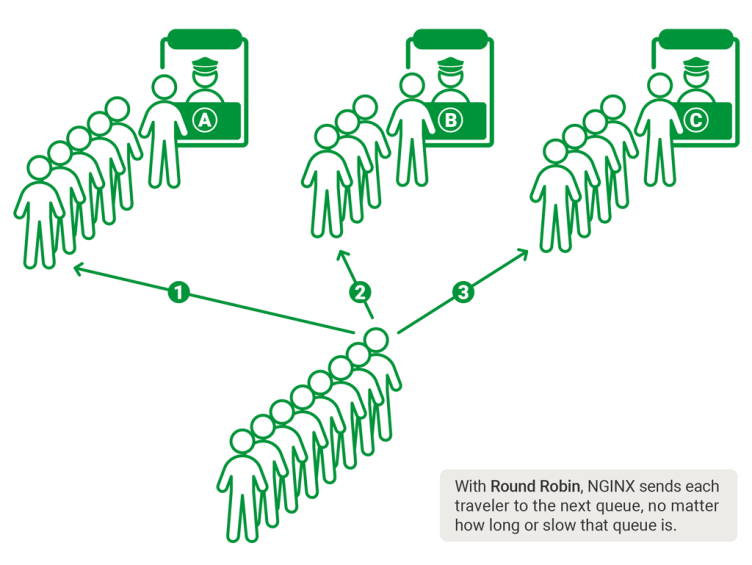 A
B
C
1
2
3
With Round Robin, NGINX sends each
traveler to the next queue, no matter
how long or slow that queue is.